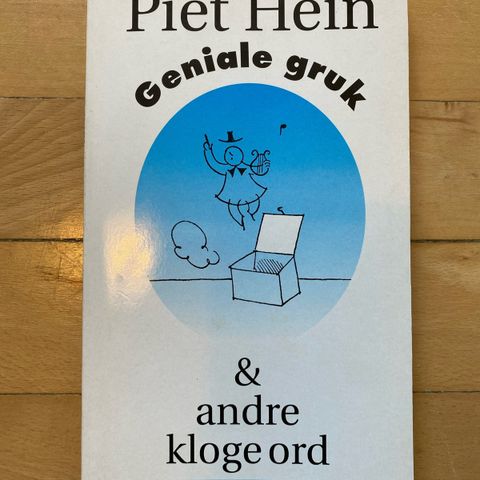 Piet Hein
Geniale gruk
&
andre
kloge ord